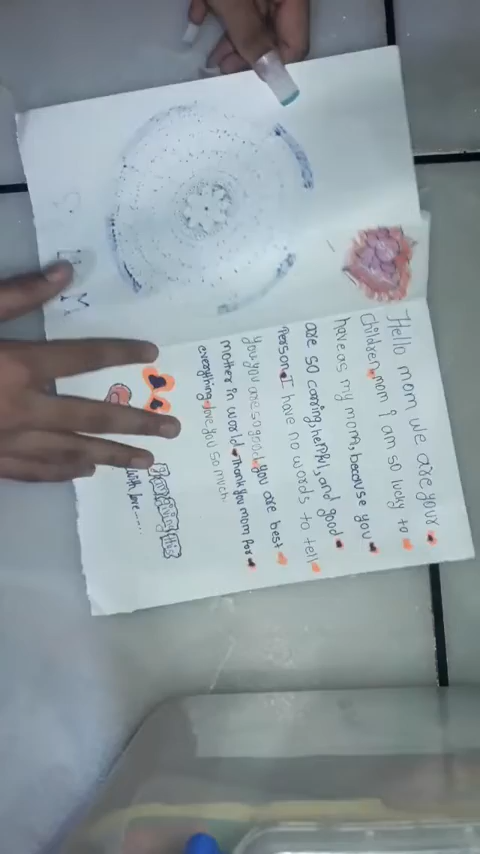 Hello mom we are your
children, mom I am so lucky to
have as my mom, because you
are so carring, helpful, and good
Person. I have no words to tell
you, you are so good, you are best
mother in world Thank you mom for
everything love you so much.
with love.....